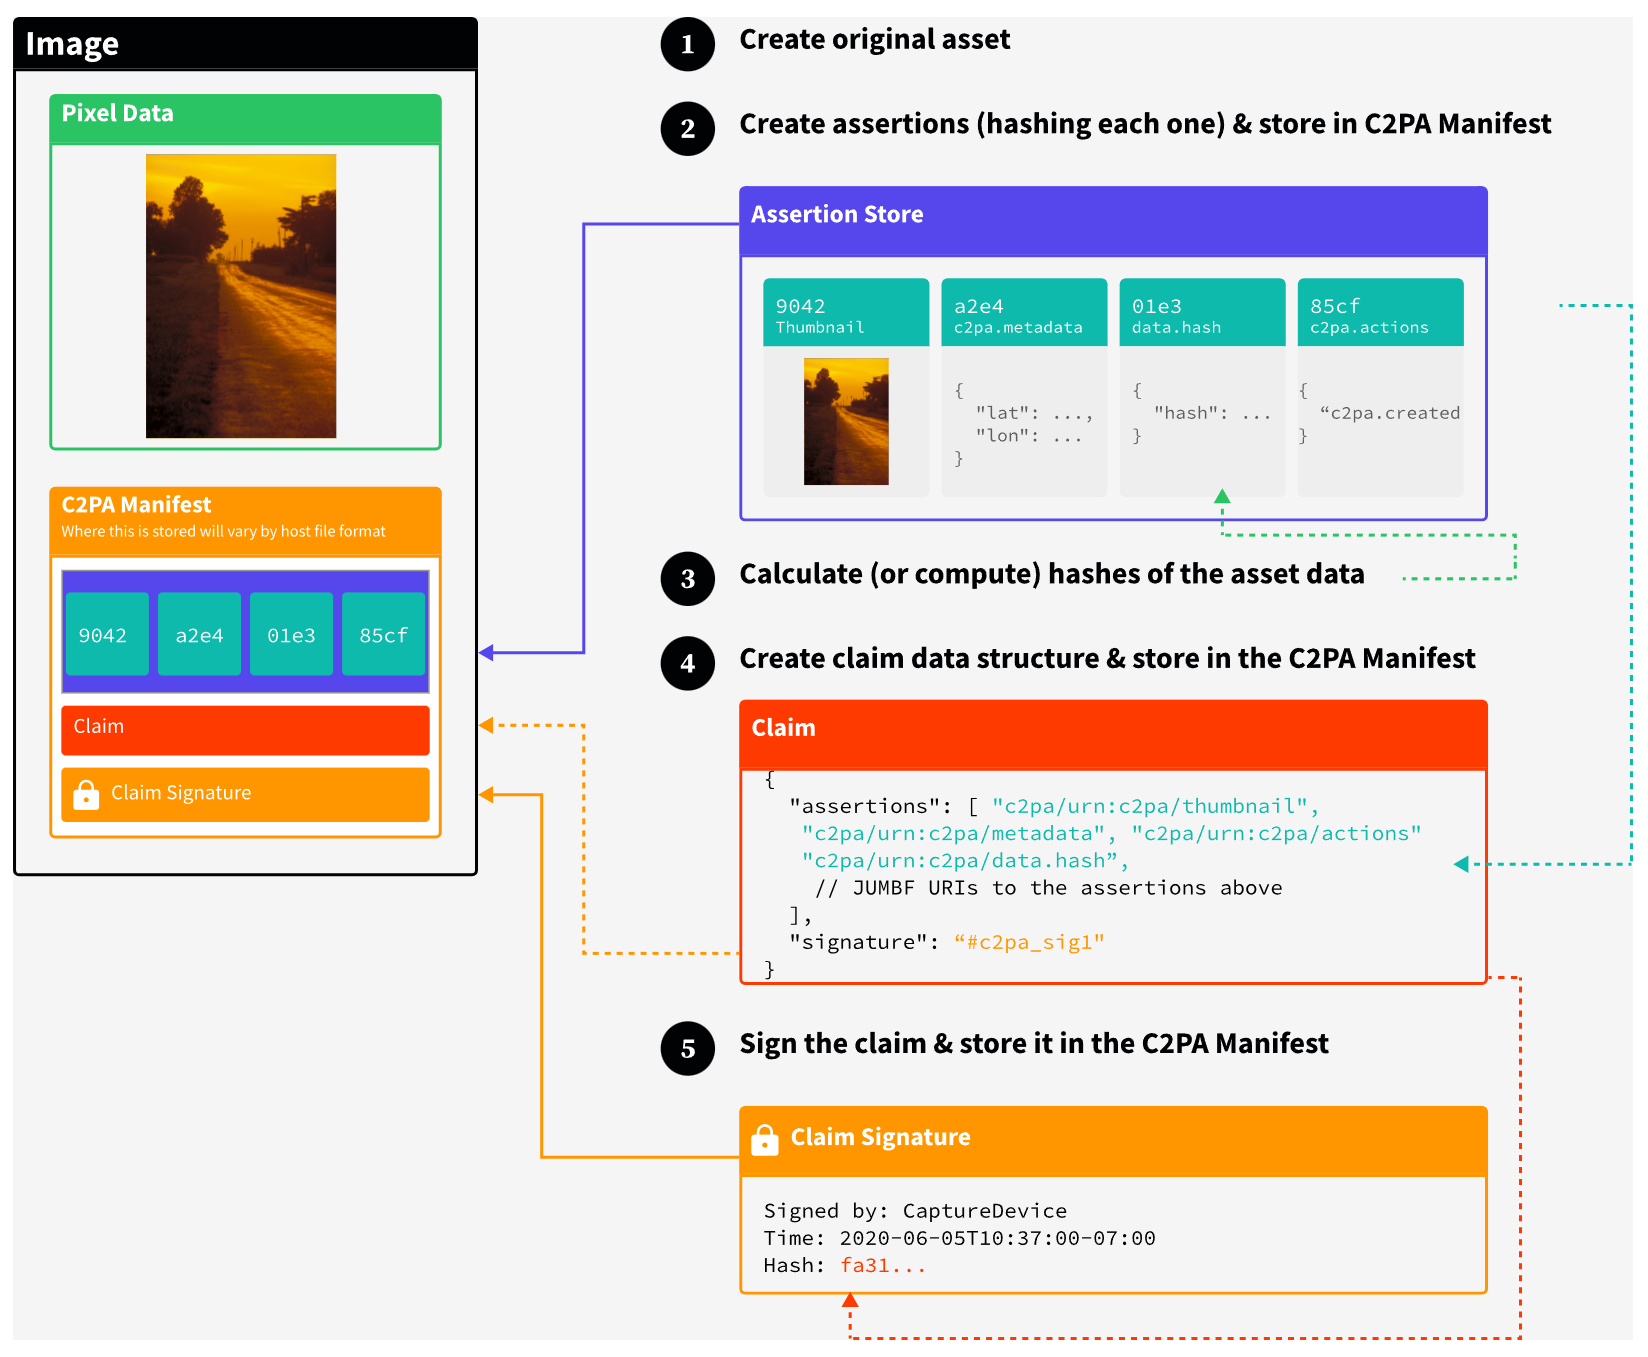 Image
Pixel Data
C2PA Manifest
Where this is stored will vary by host file format
9042 a2e4 01e3 85cf
Claim
Claim Signature
1 Create original asset
2 Create assertions (hashing each one) & store in C2PA Manifest
Assertion Store
9042
Thumbnail
a2e4
c2pa.metadata
{
"lat": ...,
"lon": ...
}
01e3
data.hash
{
"hash": ...
}
85cf
c2pa.actions
{
“c2pa.created
}
3 Calculate (or compute) hashes of the asset data
4 Create claim data structure & store in the C2PA Manifest
Claim
{
"assertions": [ "c2pa/urn:c2pa/thumbnail",
"c2pa/urn:c2pa/metadata", "c2pa/urn:c2pa/actions"
"c2pa/urn:c2pa/data.hash”,
// JUMBF URIs to the assertions above
],
"signature": “#c2pa_sig1"
}
5 Sign the claim & store it in the C2PA Manifest
Claim Signature
Signed by: CaptureDevice
Time: 2020-06-05T10:37:00-07:00
Hash: fa31...